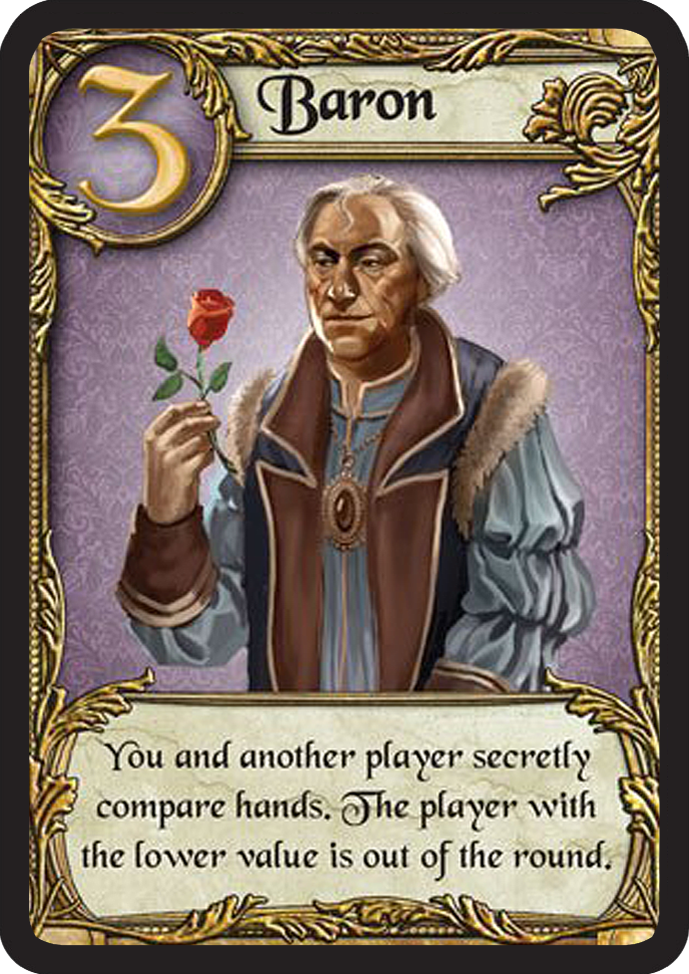 3
Baron
You and another player secretly
compare hands. The player with
the lower value is out of the round.